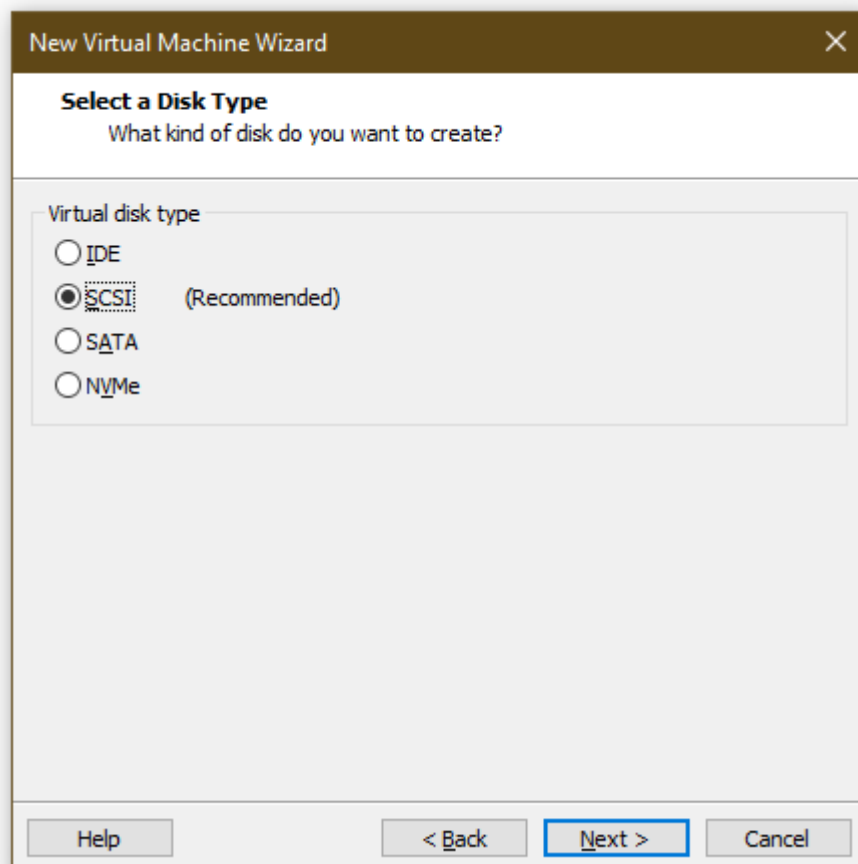 New Virtual Machine Wizard
Select a Disk Type
What kind of disk do you want to create?
Virtual disk type
IDE
SCSI (Recommended)
SATA
NVMe
Help < Back Next > Cancel